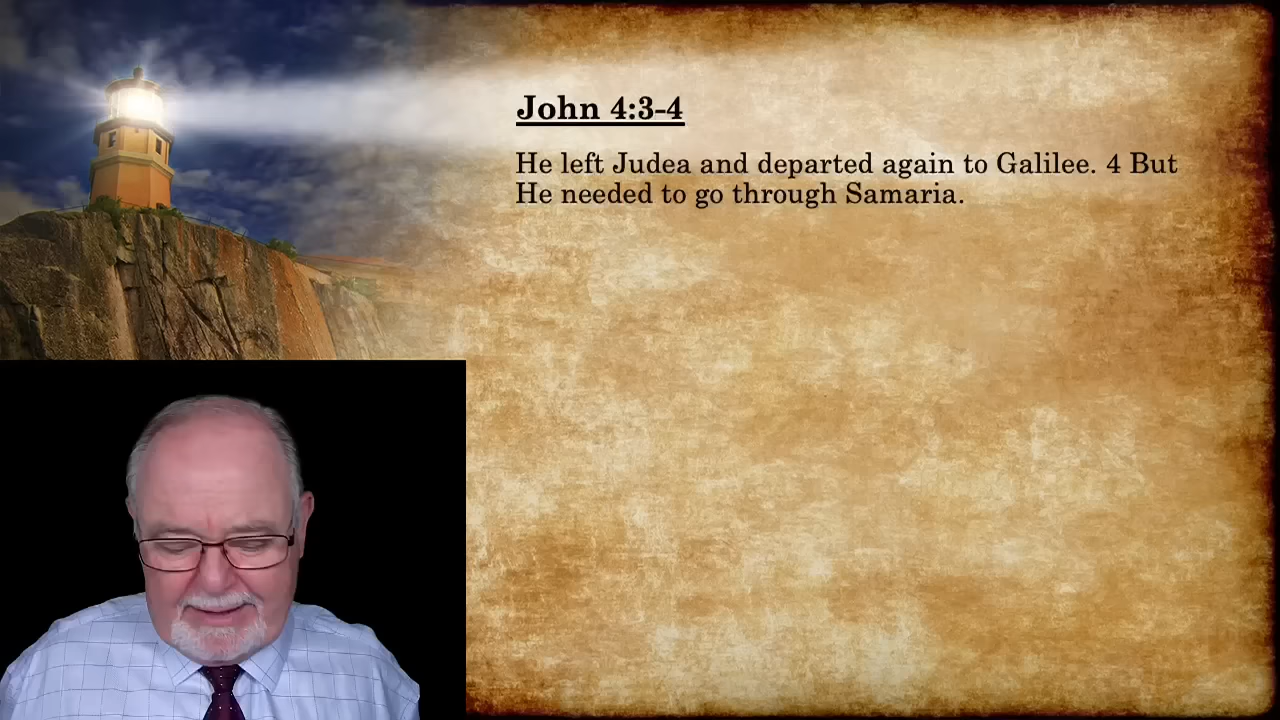 John 4:3-4
He left Judea and departed again to Galilee. 4 But
He needed to go through Samaria.